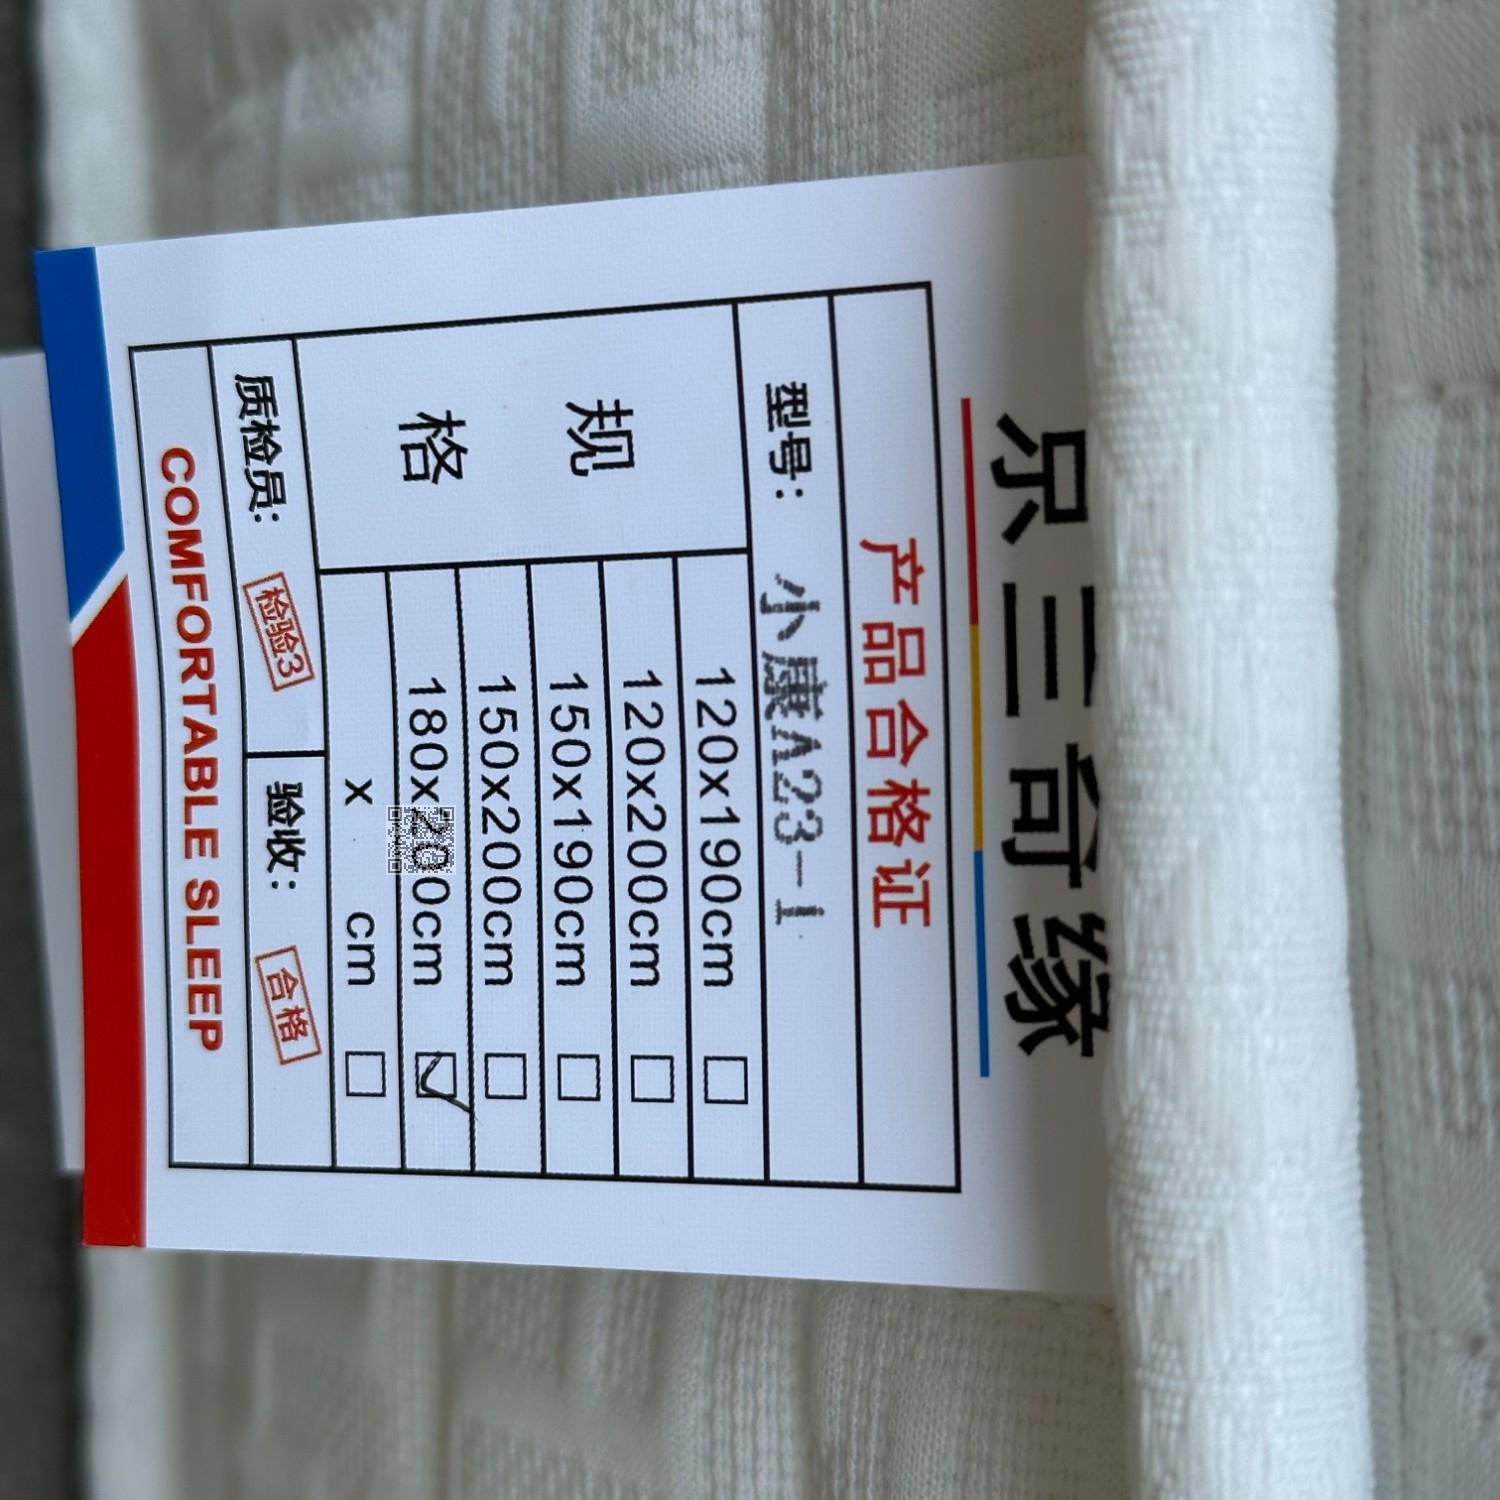 奇缘
产品合格证
型号: 小康A23-1
规格
120x190cm
120x200cm
150x190cm
150x200cm
180x200cm
x cm
质检员: 检验3 验收: 合格
COMFORTABLE SLEEP